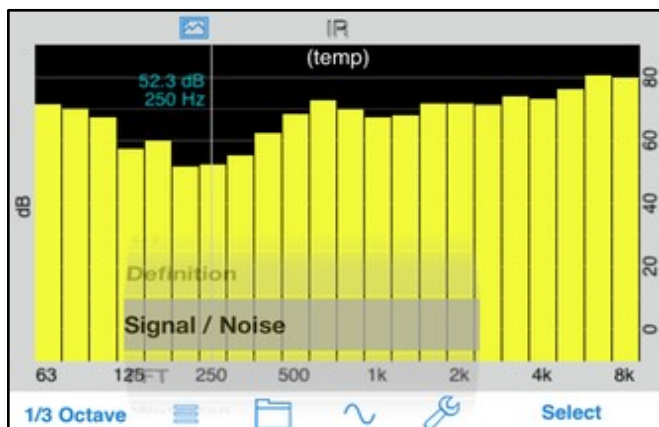 IR
(temp)
52.3 dB
250 Hz
80
60
dB
40
20
Definition
0
Signal / Noise
63 125 250 500 1k 2k 4k 8k
1/3 Octave Select